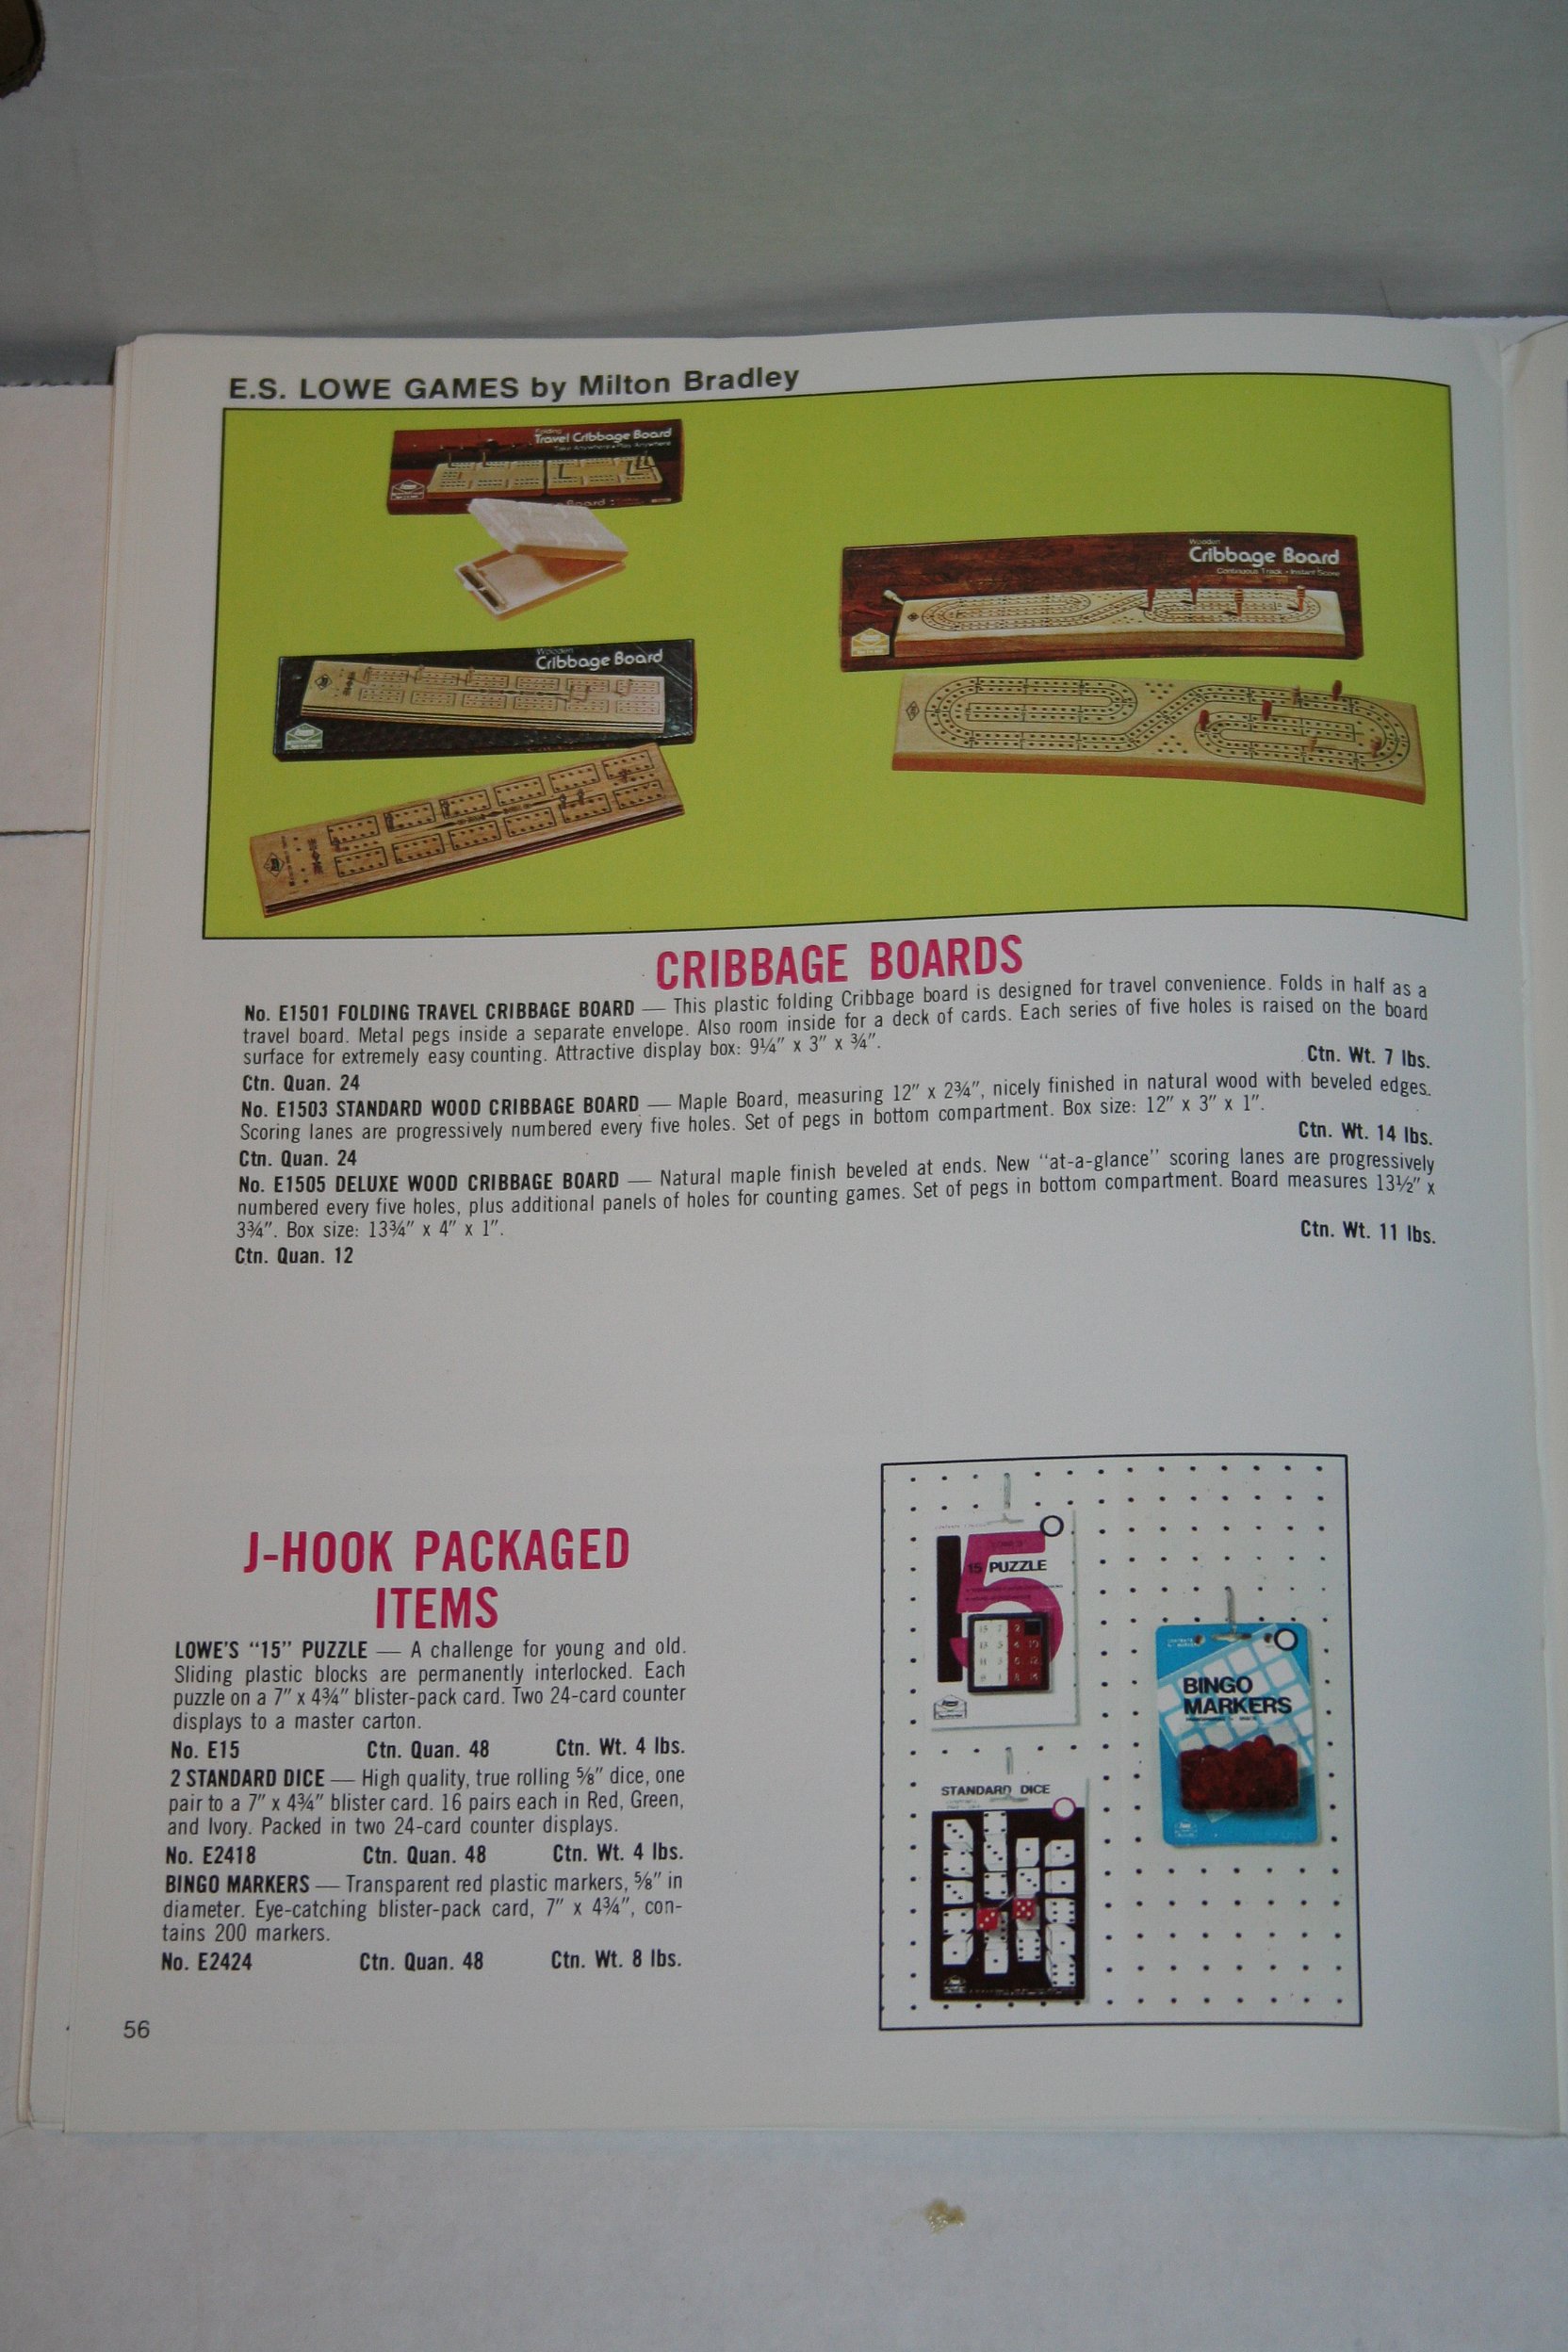 E.S. LOWE GAMES by Milton Bradley
Folding
Travel Cribbage Board
Take Anywhere • Play Anywhere
Wooden
Cribbage Board
Continuous Track • Instant Score
Wooden
Cribbage Board
CRIBBAGE BOARDS
No. E1501 FOLDING TRAVEL CRIBBAGE BOARD — This plastic folding Cribbage board is designed for travel convenience. Folds in half as a
travel board. Metal pegs inside a separate envelope. Also room inside for a deck of cards. Each series of five holes is raised on the board
surface for extremely easy counting. Attractive display box: 9¼″ x 3″ x ¾″.
Ctn. Quan. 24 Ctn. Wt. 7 lbs.
No. E1503 STANDARD WOOD CRIBBAGE BOARD — Maple Board, measuring 12″ x 2¾″, nicely finished in natural wood with beveled edges.
Scoring lanes are progressively numbered every five holes. Set of pegs in bottom compartment. Box size: 12″ x 3″ x 1″.
Ctn. Quan. 24 Ctn. Wt. 14 lbs.
No. E1505 DELUXE WOOD CRIBBAGE BOARD — Natural maple finish beveled at ends. New “at-a-glance” scoring lanes are progressively
numbered every five holes, plus additional panels of holes for counting games. Set of pegs in bottom compartment. Board measures 13½″ x
3¾″. Box size: 13¾″ x 4″ x 1″.
Ctn. Quan. 12 Ctn. Wt. 11 lbs.
J-HOOK PACKAGED
ITEMS
LOWE'S “15” PUZZLE — A challenge for young and old.
Sliding plastic blocks are permanently interlocked. Each
puzzle on a 7″ x 4¾″ blister-pack card. Two 24-card counter
displays to a master carton.
No. E15 Ctn. Quan. 48 Ctn. Wt. 4 lbs.
2 STANDARD DICE — High quality, true rolling ⅝″ dice, one
pair to a 7″ x 4¾″ blister card. 16 pairs each in Red, Green,
and Ivory. Packed in two 24-card counter displays.
No. E2418 Ctn. Quan. 48 Ctn. Wt. 4 lbs.
BINGO MARKERS — Transparent red plastic markers, ⅝″ in
diameter. Eye-catching blister-pack card, 7″ x 4¾″, con-
tains 200 markers.
No. E2424 Ctn. Quan. 48 Ctn. Wt. 8 lbs.
15 PUZZLE
BINGO
MARKERS
STANDARD DICE
56